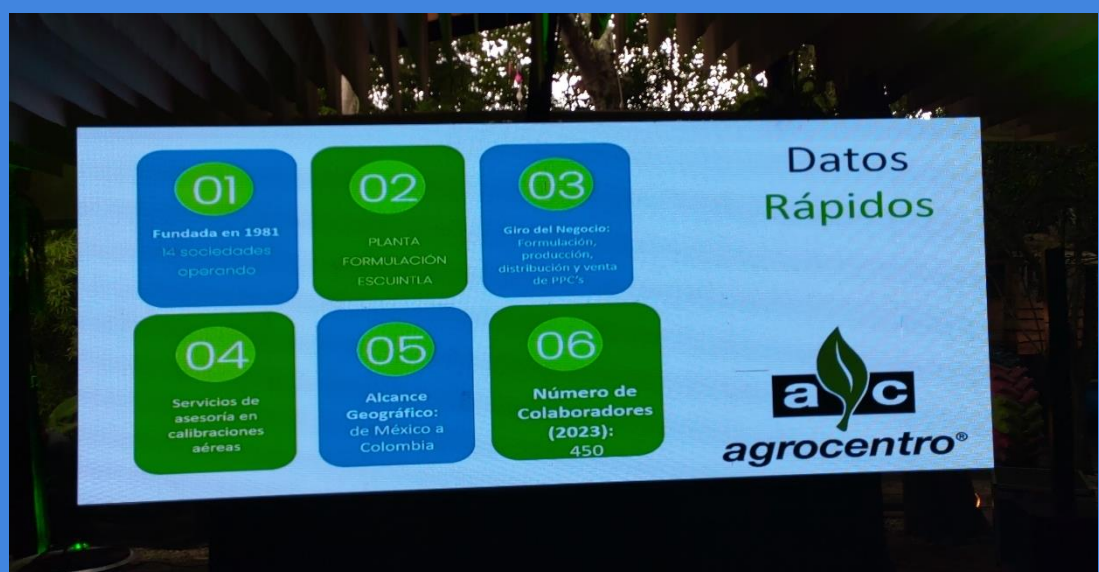 Datos
Rápidos
01
Fundada en 1981
14 sociedades
operando
02
PLANTA
FORMULACIÓN
ESCUINTLA
03
Giro del Negocio:
Formulación,
producción,
distribución y venta
de PPC's
04
Servicios de
asesoría en
calibraciones
aéreas
05
Alcance
Geográfico:
de México a
Colombia
06
Número de
Colaboradores
(2023):
450
a c
agrocentro®